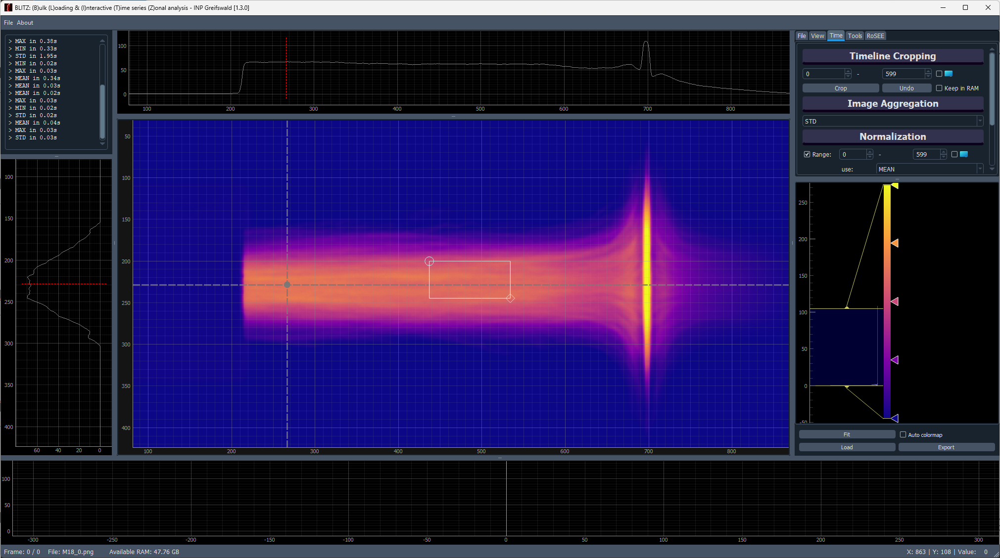 BLITZ: (B)ulk (L)oading & (I)nteractive (T)ime series (Z)onal analysis - INP Greifswald [1.3.0]
File About
> MAX in 0.38s
> MIN in 0.33s
> STD in 1.95s
> MIN in 0.02s
> MAX in 0.03s
> MEAN in 0.34s
> MEAN in 0.03s
> MEAN in 0.02s
> MAX in 0.03s
> MIN in 0.02s
> STD in 0.02s
> MEAN in 0.04s
> MAX in 0.03s
> STD in 0.03s
100
50
0
100 200 300 400 500 600 700 800
File View Time Tools RoSEE
Timeline Cropping
0 - 599
Crop Undo Keep in RAM
Image Aggregation
STD
Normalization
Range: 0 - 599
use: MEAN
100
150
200
250
300
350
400
60 40 20 0
50
100
150
200
250
300
350
400
100 200 300 400 500 600 700 800
250
200
150
100
50
0
-50
Fit Auto colormap
Load Export
100
50
0
-300 -250 -200 -150 -100 -50 0 50 100 150 200 250 300
Frame: 0 / 0 File: M18_0.png Available RAM: 47.76 GB X: 863 | Y: 108 | Value: 0